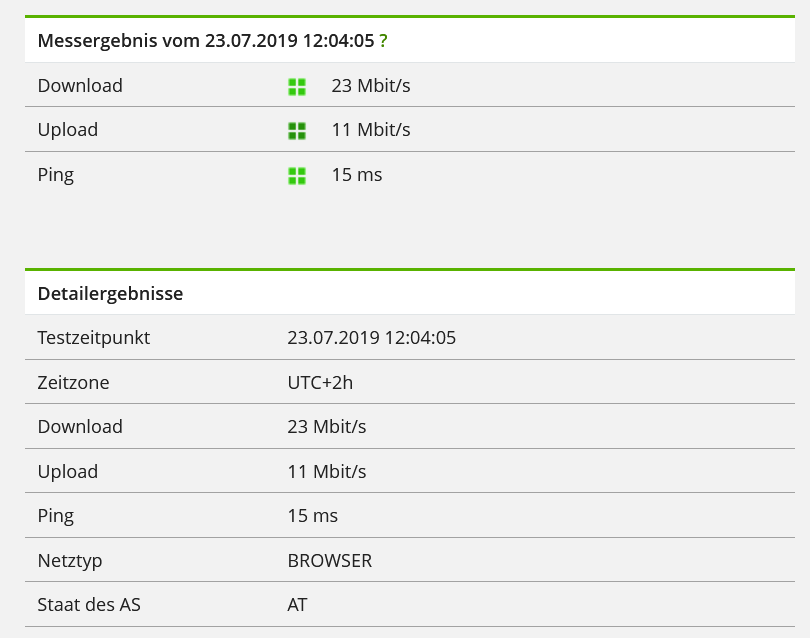 Messergebnis vom 23.07.2019 12:04:05 ?
Download 23 Mbit/s
Upload 11 Mbit/s
Ping 15 ms
Detailergebnisse
Testzeitpunkt 23.07.2019 12:04:05
Zeitzone UTC+2h
Download 23 Mbit/s
Upload 11 Mbit/s
Ping 15 ms
Netztyp BROWSER
Staat des AS AT